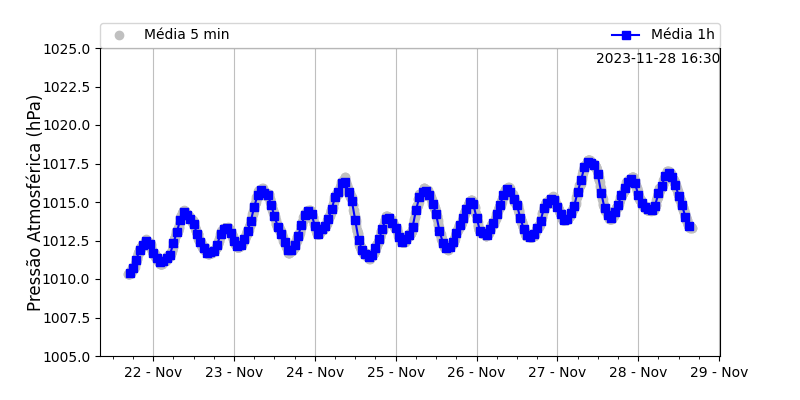 Média 5 min
Média 1h
2023-11-28 16:30
Pressão Atmosférica (hPa)
1025.0
1022.5
1020.0
1017.5
1015.0
1012.5
1010.0
1007.5
1005.0
22 - Nov
23 - Nov
24 - Nov
25 - Nov
26 - Nov
27 - Nov
28 - Nov
29 - Nov